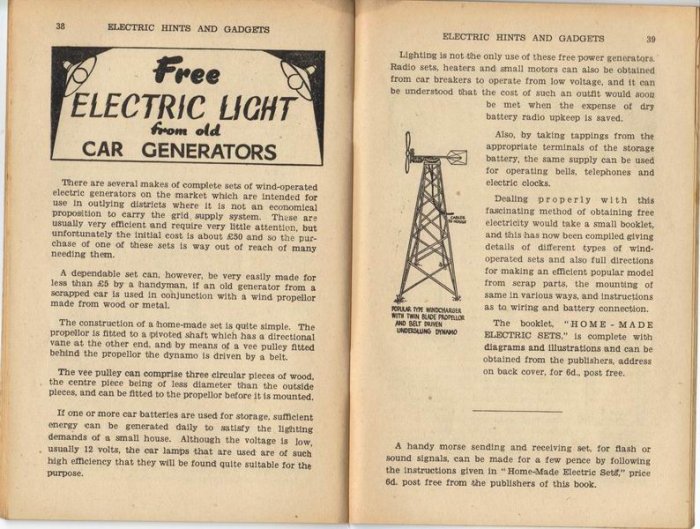 38 ELECTRIC HINTS AND GADGETS
Free
ELECTRIC LIGHT
from old
CAR GENERATORS
There are several makes of complete sets of wind-operated
electric generators on the market which are intended for
use in outlying districts where it is not an economical
proposition to carry the grid supply system. These are
usually very efficient and require very little attention, but
unfortunately the initial cost is about £50 and so the pur-
chase of one of these sets is way out of reach of many
needing them.
A dependable set can, however, be very easily made for
less than £5 by a handyman, if an old generator from a
scrapped car is used in conjunction with a wind propellor
made from wood or metal.
The construction of a home-made set is quite simple. The
propellor is fitted to a pivoted shaft which has a directional
vane at the other end, and by means of a vee pulley fitted
behind the propellor the dynamo is driven by a belt.
The vee pulley can comprise three circular pieces of wood,
the centre piece being of less diameter than the outside
pieces, and can be fitted to the propellor before it is mounted.
If one or more car batteries are used for storage, sufficient
energy can be generated daily to satisfy the lighting
demands of a small house. Although the voltage is low,
usually 12 volts, the car lamps that are used are of such
high efficiency that they will be found quite suitable for the
purpose.
ELECTRIC HINTS AND GADGETS 39
Lighting is not the only use of these free power generators.
Radio sets, heaters and small motors can also be obtained
from car breakers to operate from low voltage, and it can
be understood that the cost of such an outfit would soon
be met when the expense of dry
battery radio upkeep is saved.
Also, by taking tappings from the
appropriate terminals of the storage
battery, the same supply can be used
for operating bells, telephones and
electric clocks.
Dealing properly with this
fascinating method of obtaining free
electricity would take a small booklet,
and this has now been compiled giving
details of different types of wind-
operated sets and also full directions
for making an efficient popular model
from scrap parts, the mounting of
same in various ways, and instructions
as to wiring and battery connection.
The booklet, "HOME-MADE
ELECTRIC SETS," is complete with
diagrams and illustrations and can be
obtained from the publishers, address
on back cover, for 6d., post free.
CABLES
TO HOUSE
POPULAR TYPE WINDCHARGER
WITH TWIN BLADE PROPELLOR
AND BELT DRIVEN
UNDERSLUNG DYNAMO
A handy morse sending and receiving set, for flash or
sound signals, can be made for a few pence by following
the instructions given in "Home-Made Electric Sets," price
6d. post free from the publishers of this book.